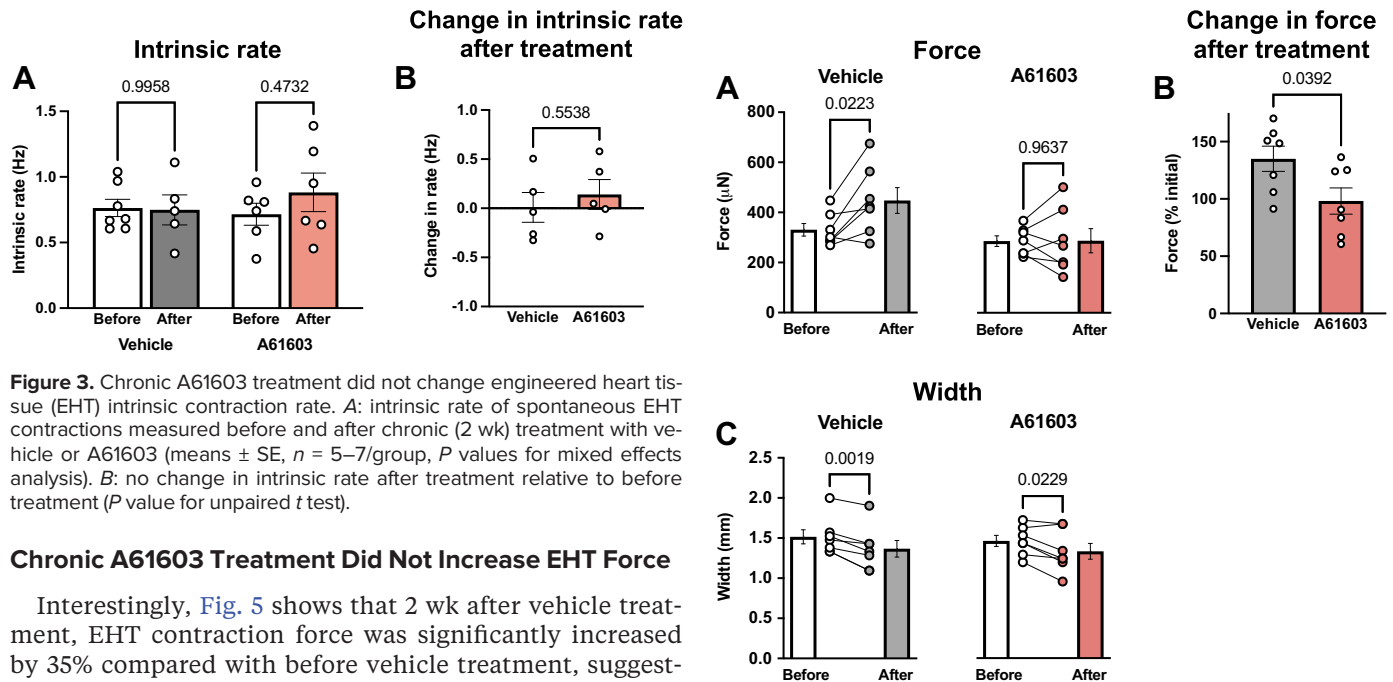 Intrinsic rate
A
0.9958
0.4732
Intrinsic rate (Hz)
1.5
1.0
0.5
0.0
Before After Before After
Vehicle A61603
Change in intrinsic rate
after treatment
B
0.5538
Change in rate (Hz)
1.0
0.5
0.0
-0.5
-1.0
Vehicle A61603
Figure 3. Chronic A61603 treatment did not change engineered heart tis-
sue (EHT) intrinsic contraction rate. A: intrinsic rate of spontaneous EHT
contractions measured before and after chronic (2 wk) treatment with ve-
hicle or A61603 (means ± SE, n = 5–7/group, P values for mixed effects
analysis). B: no change in intrinsic rate after treatment relative to before
treatment (P value for unpaired t test).
Chronic A61603 Treatment Did Not Increase EHT Force
Interestingly, Fig. 5 shows that 2 wk after vehicle treat-
ment, EHT contraction force was significantly increased
by 35% compared with before vehicle treatment, suggest-
Force
A
Vehicle
A61603
0.0223
0.9637
Force (μN)
800
600
400
200
0
Before After
Before After
Change in force
after treatment
B
0.0392
Force (% initial)
150
100
50
0
Vehicle A61603
Width
C
Vehicle
A61603
0.0019
0.0229
Width (mm)
2.5
2.0
1.5
1.0
0.5
0.0
Before After
Before After